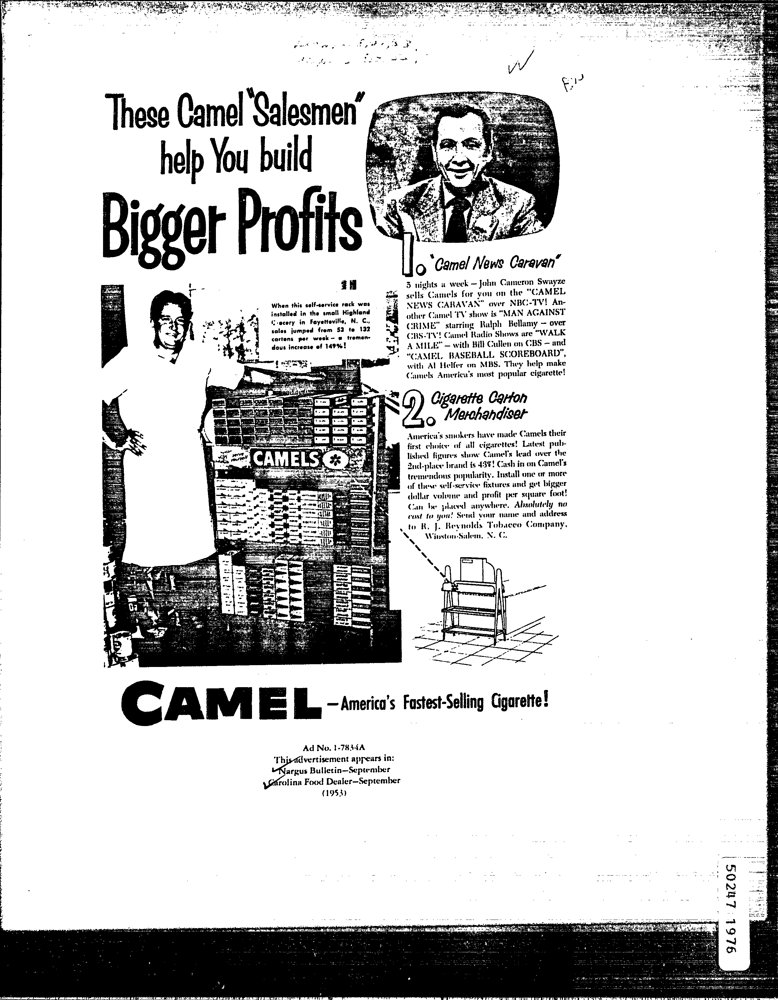 These Camel "Salesmen"
help You build
Bigger Profits
When this self-service rack was
installed in the small Highland
Grocery in Fayetteville, N. C.,
sales jumped from 53 to 132
cartons per week — a tremen-
dous increase of 149%!
CAMELS
1. "Camel News Caravan"
5 nights a week — John Cameron Swayze
sells Camels for you on the "CAMEL
NEWS CARAVAN" over NBC-TV! An-
other Camel TV show is "MAN AGAINST
CRIME" starring Ralph Bellamy — over
CBS-TV! Camel Radio Shows are "WALK
A MILE" — with Bill Cullen on CBS — and
"CAMEL BASEBALL SCOREBOARD",
with Al Helfer on MBS. They help make
Camels America's most popular cigarette!
2. Cigarette Carton
Merchandiser
America's smokers have made Camels their
first choice of all cigarettes! Latest pub-
lished figures show Camel's lead over the
2nd-place brand is 43%! Cash in on Camel's
tremendous popularity. Install one or more
of these self-service fixtures and get bigger
dollar volume and profit per square foot!
Can be placed anywhere. Absolutely no
cost to you! Send your name and address
to R. J. Reynolds Tobacco Company,
Winston-Salem, N. C.
CAMEL — America's Fastest-Selling Cigarette!
Ad No. 1-7834A
This advertisement appears in:
Nargus Bulletin—September
Carolina Food Dealer—September
(1953)
50247 1976